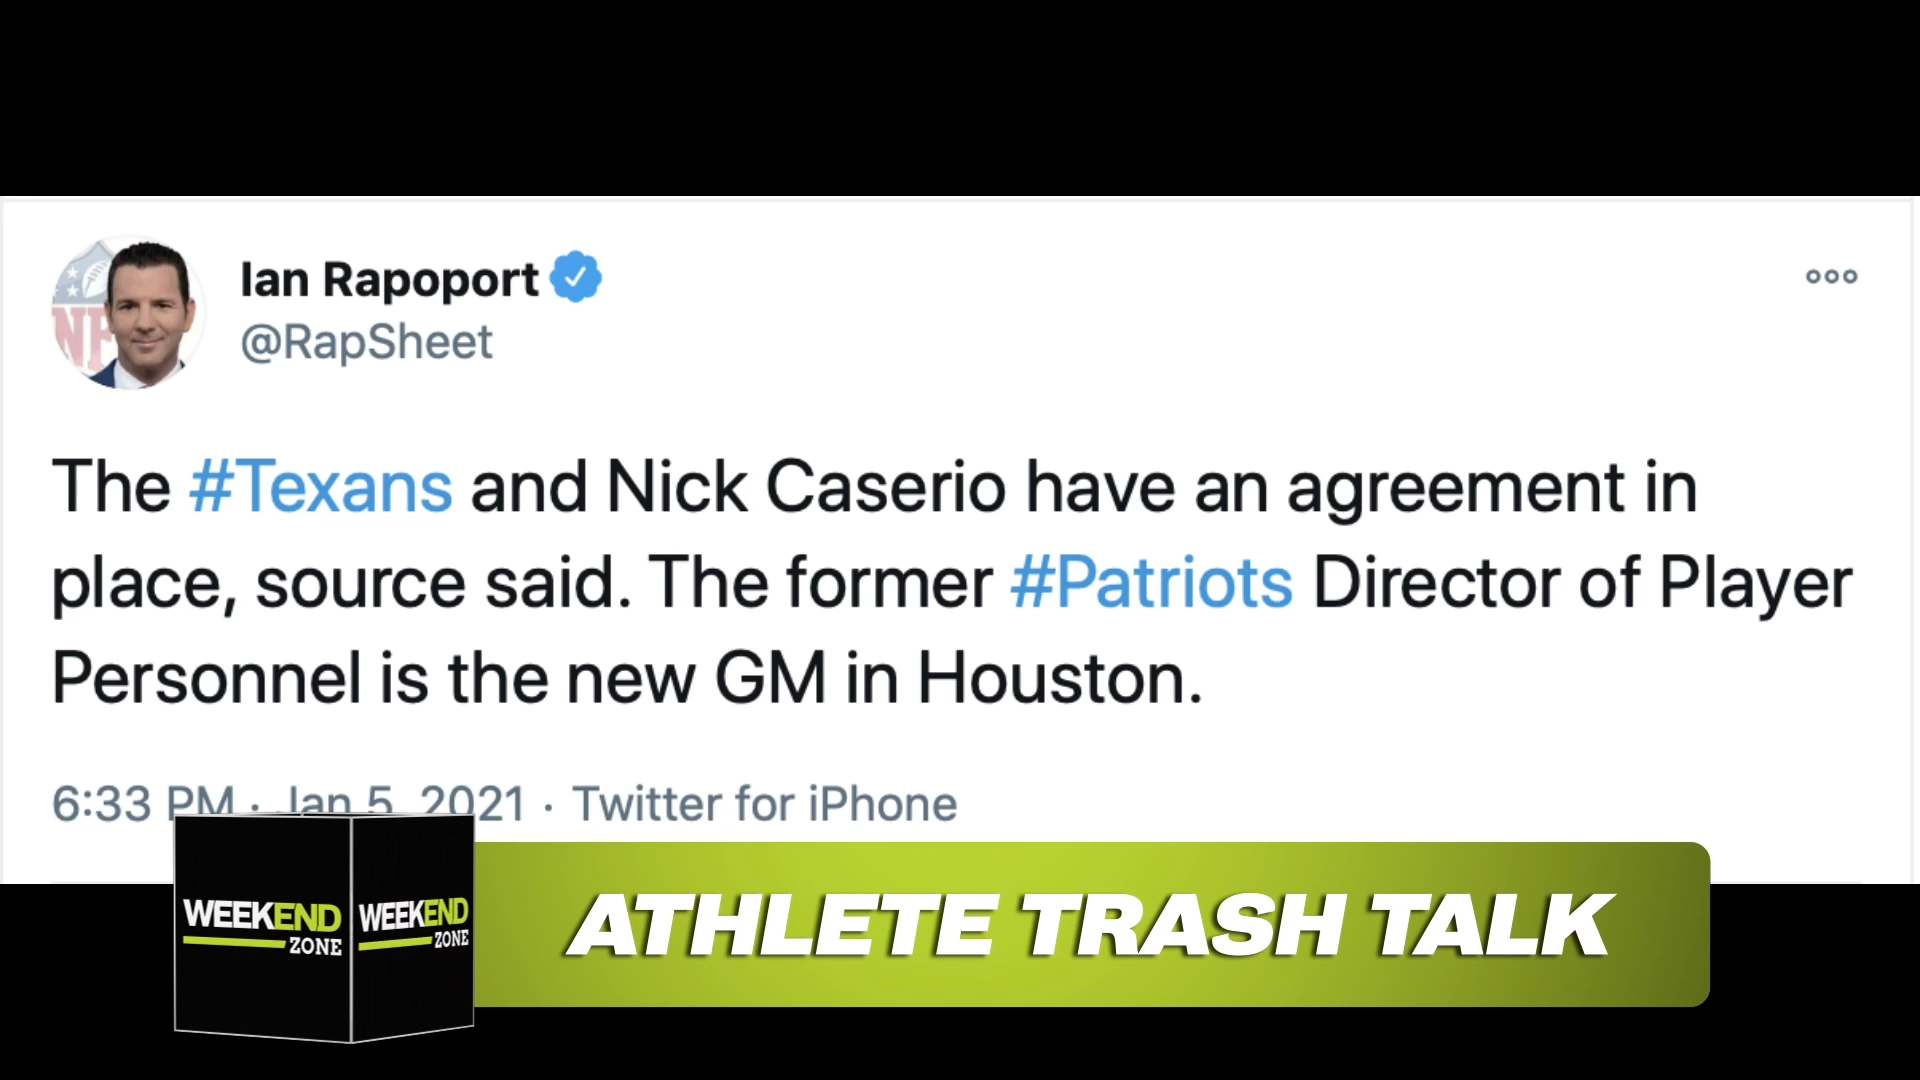 Ian Rapoport
@RapSheet
The #Texans and Nick Caserio have an agreement in
place, source said. The former #Patriots Director of Player
Personnel is the new GM in Houston.
6:33 PM · Jan 5, 2021 · Twitter for iPhone
WEEKEND
ZONE
WEEKEND
ZONE
ATHLETE TRASH TALK